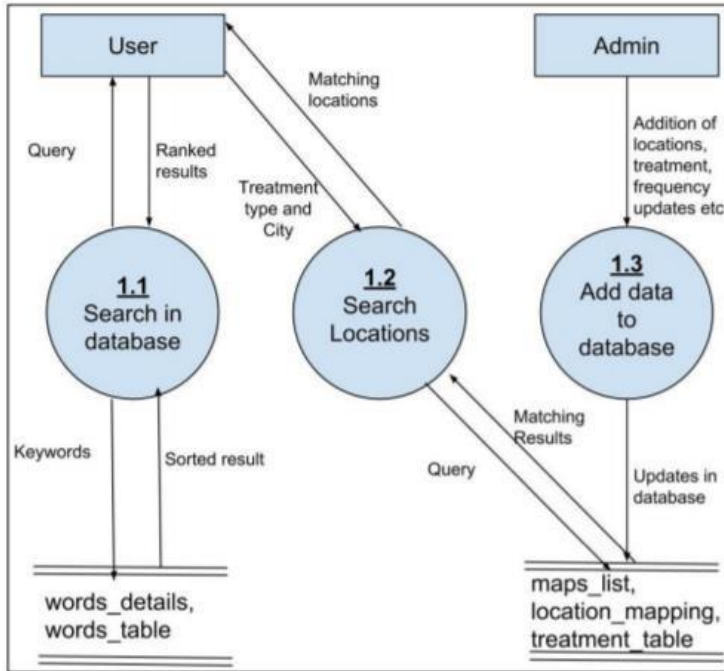 User
Admin
Matching
locations
Query
Ranked
results
Addition of
locations,
treatment,
frequency
updates etc
Treatment
type and
City
1.1
Search in
database
1.2
Search
Locations
1.3
Add data
to
database
Keywords
Sorted result
Matching
Results
Query
Updates in
database
words_details,
words_table
maps_list,
location_mapping,
treatment_table